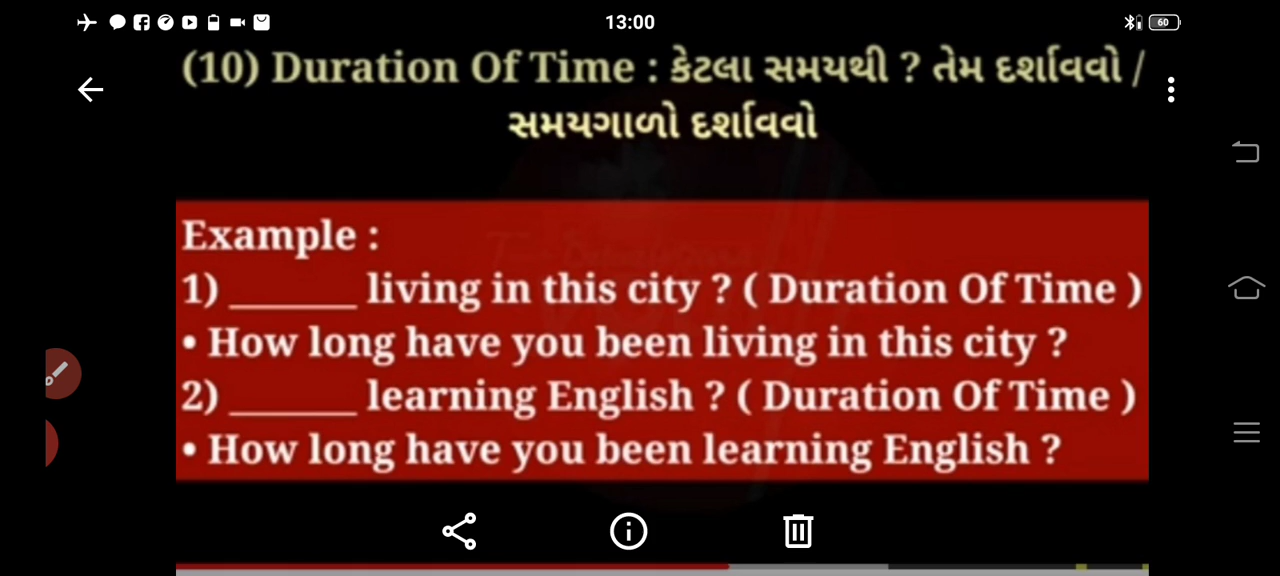 13:00
60
(10) Duration Of Time : કેટલા સમયથી ? તેમ દર્શાવવો /
સમયગાળો દર્શાવવો
Example :
1) ______ living in this city ? ( Duration Of Time )
• How long have you been living in this city ?
2) ______ learning English ? ( Duration Of Time )
• How long have you been learning English ?